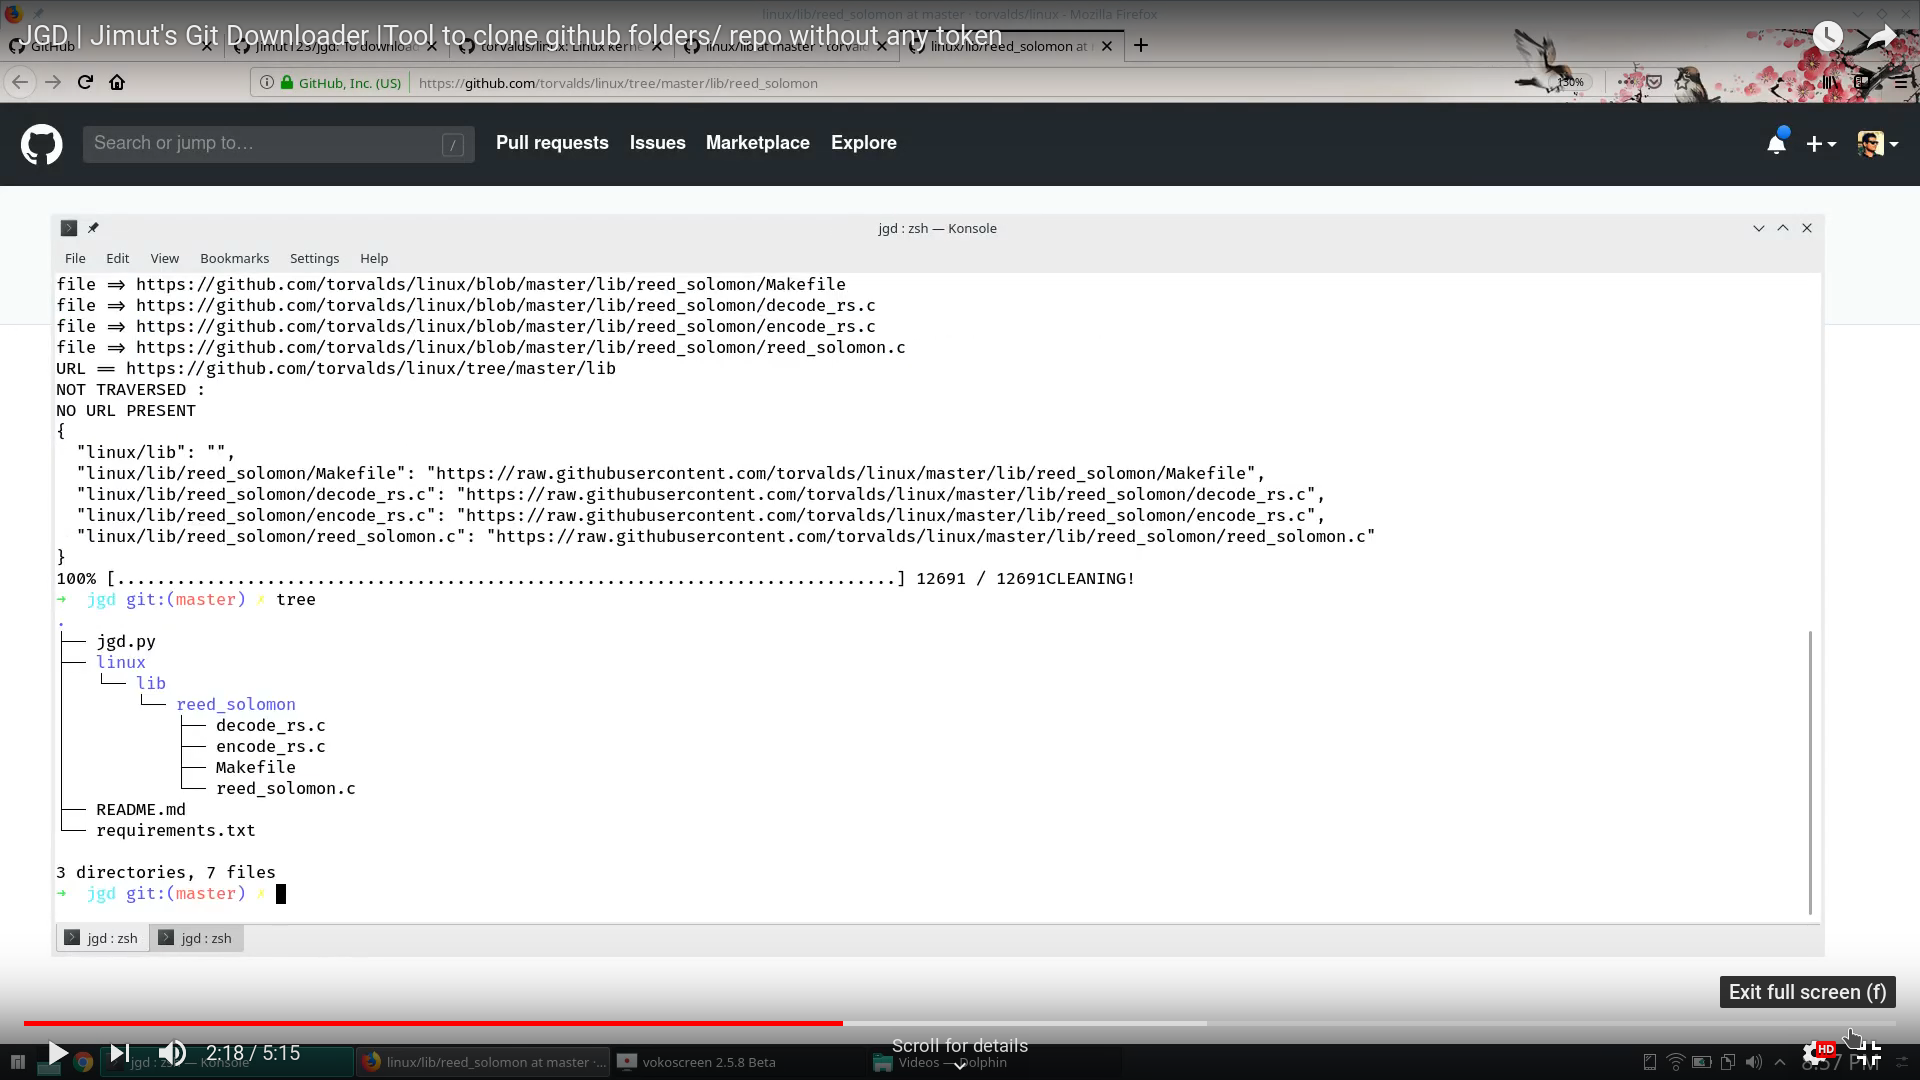 linux/lib/reed_solomon at master · torvalds/linux - Mozilla Firefox
JGD | Jimut's Git Downloader |Tool to clone github folders/ repo without any token
GitHub
Jimut123/jgd: To downloa
torvalds/linux: Linux kerne
linux/lib at master · torvalds
linux/lib/reed_solomon at
GitHub, Inc. (US)
https://github.com/torvalds/linux/tree/master/lib/reed_solomon
130%
Search or jump to…
/
Pull requests
Issues
Marketplace
Explore
jgd : zsh — Konsole
File Edit View Bookmarks Settings Help
file => https://github.com/torvalds/linux/blob/master/lib/reed_solomon/Makefile
file => https://github.com/torvalds/linux/blob/master/lib/reed_solomon/decode_rs.c
file => https://github.com/torvalds/linux/blob/master/lib/reed_solomon/encode_rs.c
file => https://github.com/torvalds/linux/blob/master/lib/reed_solomon/reed_solomon.c
URL == https://github.com/torvalds/linux/tree/master/lib
NOT TRAVERSED :
NO URL PRESENT
{
"linux/lib": "",
"linux/lib/reed_solomon/Makefile": "https://raw.githubusercontent.com/torvalds/linux/master/lib/reed_solomon/Makefile",
"linux/lib/reed_solomon/decode_rs.c": "https://raw.githubusercontent.com/torvalds/linux/master/lib/reed_solomon/decode_rs.c",
"linux/lib/reed_solomon/encode_rs.c": "https://raw.githubusercontent.com/torvalds/linux/master/lib/reed_solomon/encode_rs.c",
"linux/lib/reed_solomon/reed_solomon.c": "https://raw.githubusercontent.com/torvalds/linux/master/lib/reed_solomon/reed_solomon.c"
}
100% [..............................................................................] 12691 / 12691CLEANING!
➜ jgd git:(master) ✗ tree
.
├── jgd.py
├── linux
│   └── lib
│       └── reed_solomon
│           ├── decode_rs.c
│           ├── encode_rs.c
│           ├── Makefile
│           └── reed_solomon.c
├── README.md
└── requirements.txt
3 directories, 7 files
➜ jgd git:(master) ✗
jgd : zsh
jgd : zsh
Exit full screen (f)
2:18 / 5:15
Scroll for details
HD
jgd : zsh — Konsole
linux/lib/reed_solomon at master ·...
vokoscreen 2.5.8 Beta
Videos — Dolphin
8:57 PM